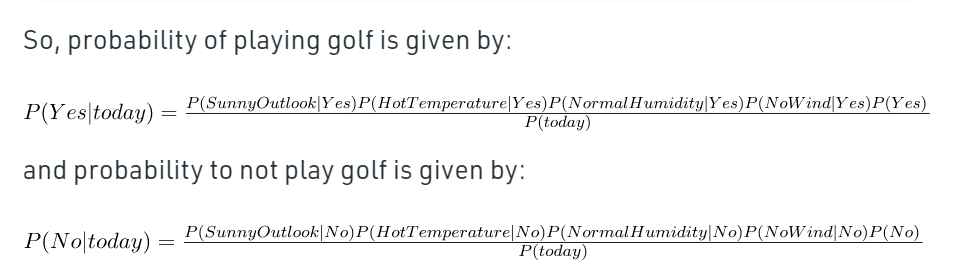 So, probability of playing golf is given by:
P(Yes|today) = P(SunnyOutlook|Yes)P(HotTemperature|Yes)P(NormalHumidity|Yes)P(NoWind|Yes)P(Yes)
P(today)
and probability to not play golf is given by:
P(No|today) = P(SunnyOutlook|No)P(HotTemperature|No)P(NormalHumidity|No)P(NoWind|No)P(No)
P(today)